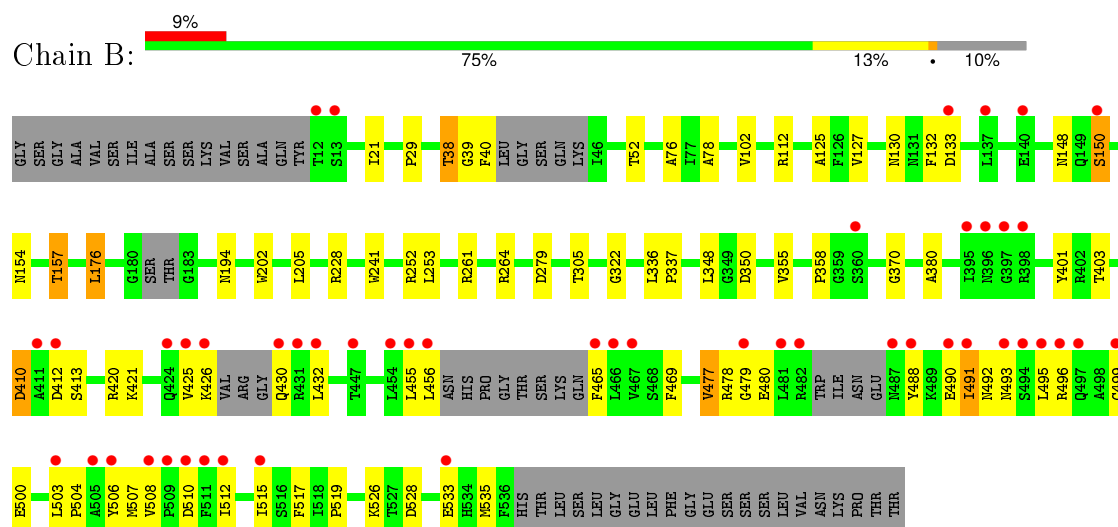 9%
Chain B:
75% 13% • 10%
GLY SER GLY ALA VAL SER ILE ALA SER SER LYS VAL SER ALA GLN TYR T12 S13 I21 P29 T38 G39 F40 LEU GLY SER GLN LYS I46 T52 A76 I77 A78 V102 R112 A125 F126 V127 N130 N131 F132 D133 L137 E140 N148 Q149 S150
N154 T157 L176 G180 SER THR G183 N194 W202 L205 R228 W241 R252 L253 R261 R264 D279 T305 G322 L336 P337 L348 G349 D350 V355 P358 G359 S360 G370 A380 I395 N396 G397 R398 Y401 R402 T403
D410 A411 D412 S413 R420 K421 Q424 V425 K426 VAL ARG GLY Q430 R431 L432 T447 L454 L455 L456 ASN HIS PRO GLY THR SER LYS GLN F465 L466 V467 S468 F469 V477 R478 G479 E480 L481 R482 TRP ILE ASN GLU N487 Y488 K489 E490 I491 N492 N493 S494 L495 R496 Q497 A498 C499
E500 L503 P504 A505 Y506 M507 V508 P509 D510 F511 I512 I515 S516 F517 I518 P519 K526 T527 D528 E533 H534 M535 F536 HIS THR LEU SER LEU GLY GLU LEU PHE GLY GLU SER SER SER LEU VAL ASN LYS PRO THR THR